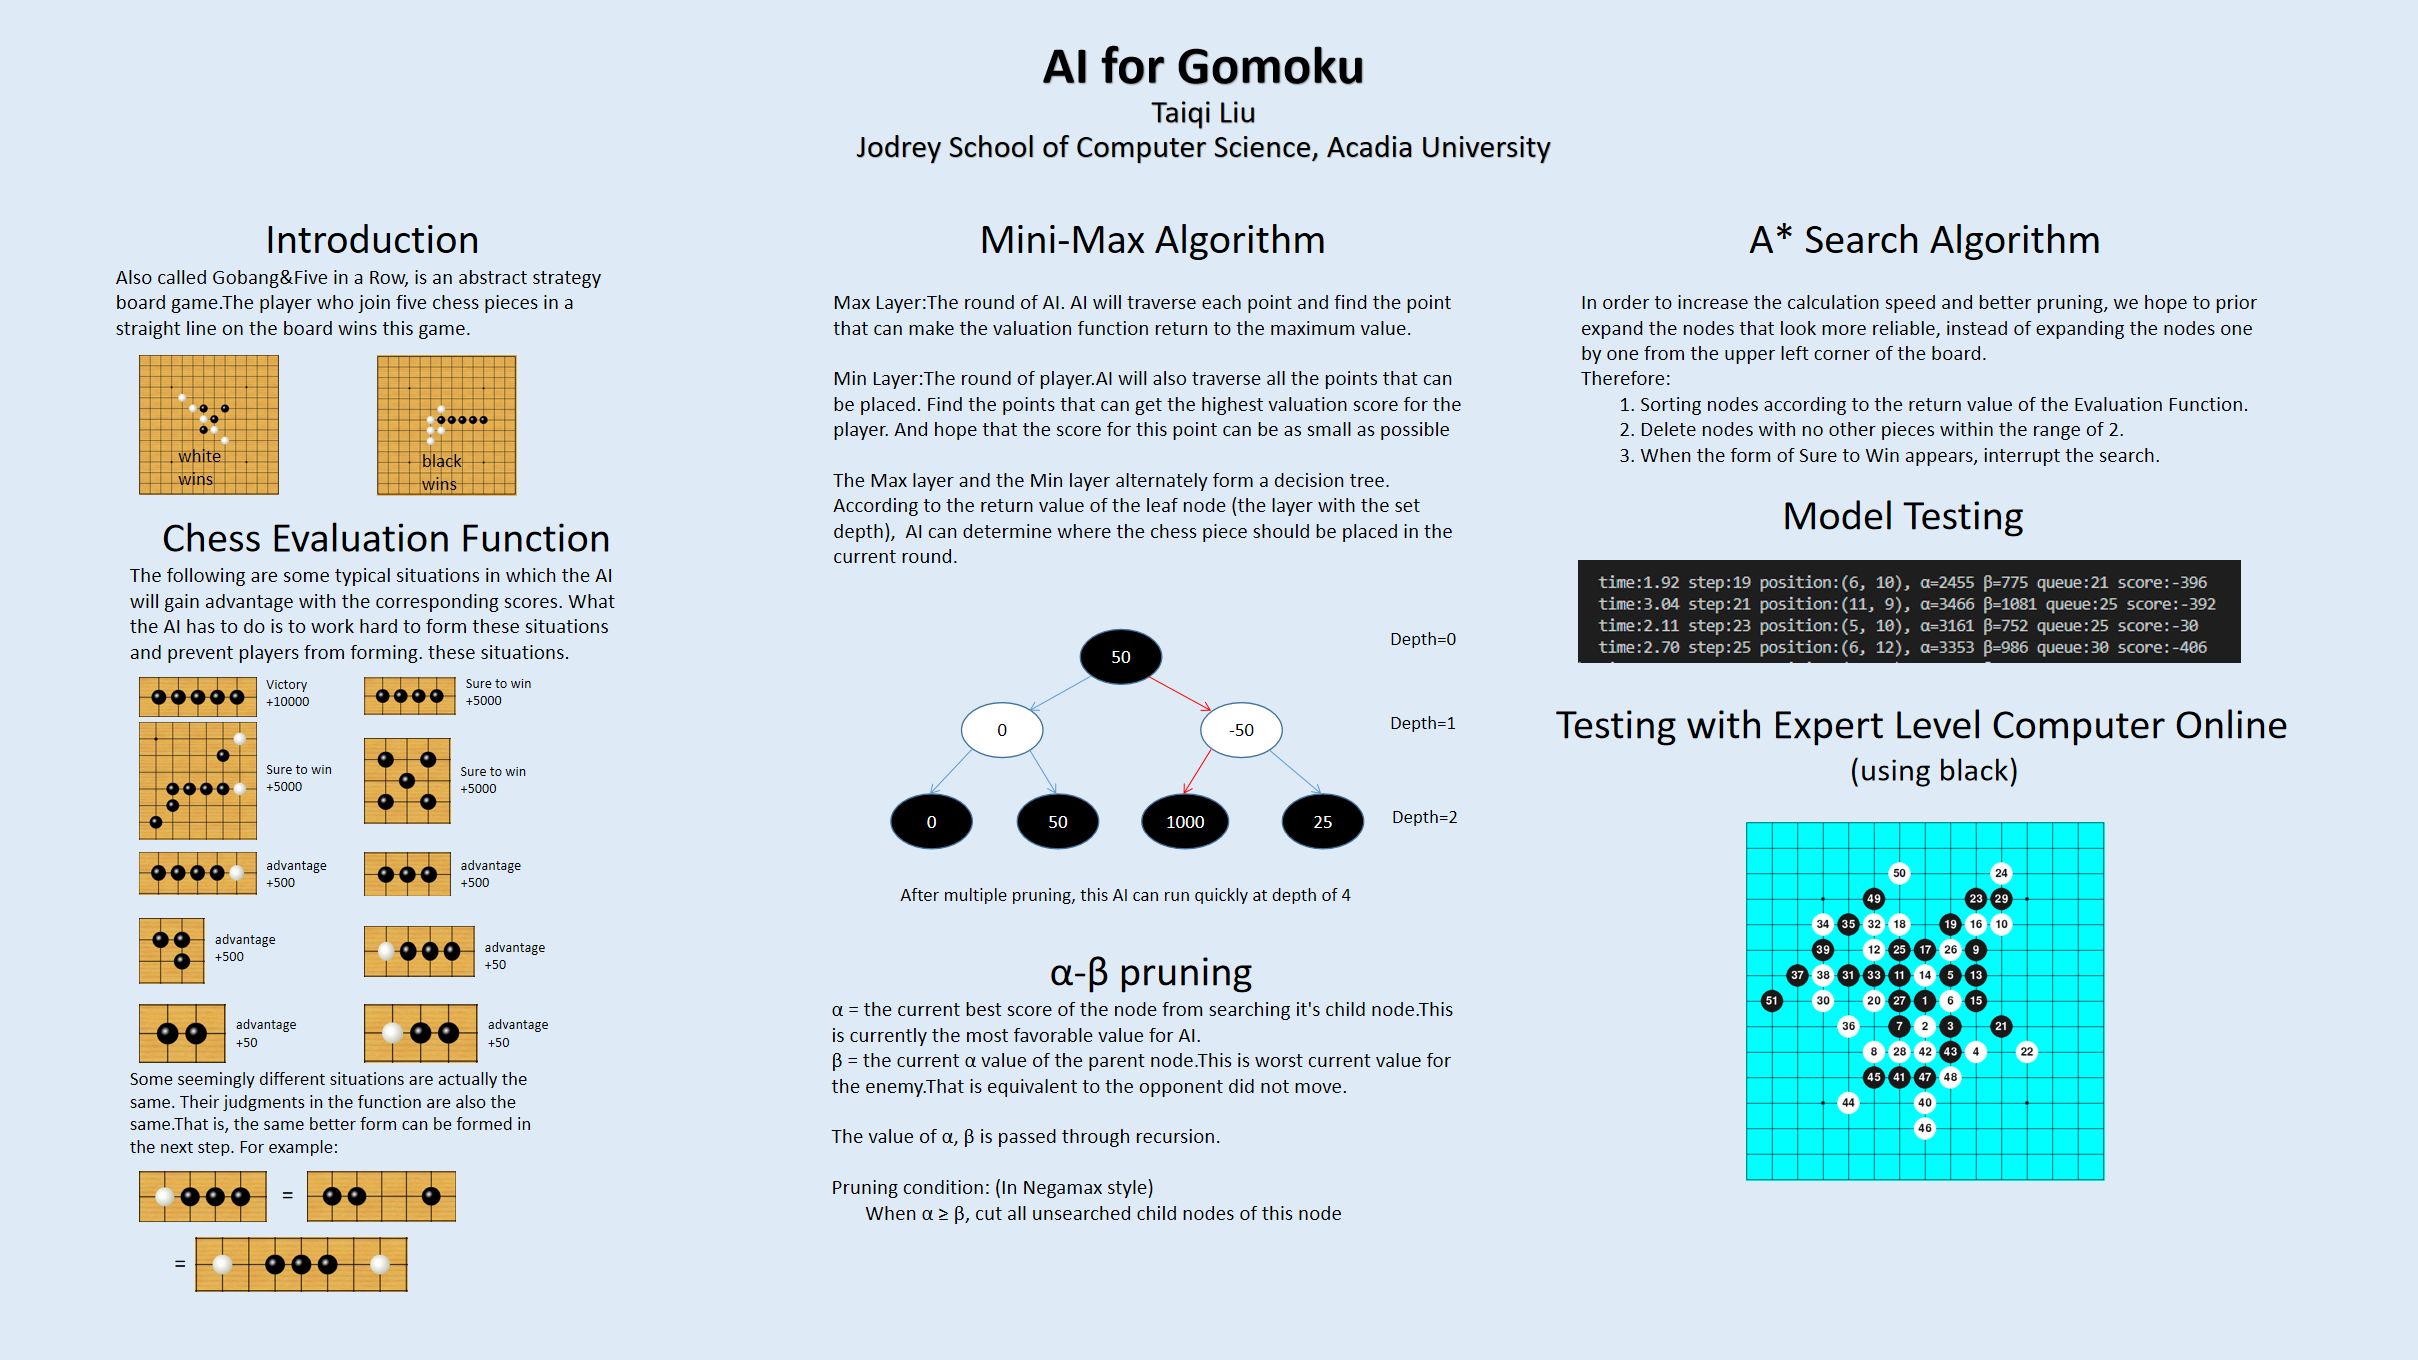 AI for Gomoku
Taiqi Liu
Jodrey School of Computer Science, Acadia University
Introduction
Also called Gobang&Five in a Row, is an abstract strategy
board game.The player who join five chess pieces in a
straight line on the board wins this game.
white
wins
black
wins
Chess Evaluation Function
The following are some typical situations in which the AI
will gain advantage with the corresponding scores. What
the AI has to do is to work hard to form these situations
and prevent players from forming. these situations.
Victory
+10000
Sure to win
+5000
Sure to win
+5000
Sure to win
+5000
advantage
+500
advantage
+500
advantage
+500
advantage
+50
advantage
+50
advantage
+50
Some seemingly different situations are actually the
same. Their judgments in the function are also the
same.That is, the same better form can be formed in
the next step. For example:
=
=
Mini-Max Algorithm
Max Layer:The round of AI. AI will traverse each point and find the point
that can make the valuation function return to the maximum value.
Min Layer:The round of player.AI will also traverse all the points that can
be placed. Find the points that can get the highest valuation score for the
player. And hope that the score for this point can be as small as possible
The Max layer and the Min layer alternately form a decision tree.
According to the return value of the leaf node (the layer with the set
depth),  AI can determine where the chess piece should be placed in the
current round.
50 Depth=0
0 -50 Depth=1
0 50 1000 25 Depth=2
After multiple pruning, this AI can run quickly at depth of 4
α-β pruning
α = the current best score of the node from searching it's child node.This
is currently the most favorable value for AI.
β = the current α value of the parent node.This is worst current value for
the enemy.That is equivalent to the opponent did not move.
The value of α, β is passed through recursion.
Pruning condition: (In Negamax style)
When α ≥ β, cut all unsearched child nodes of this node
A* Search Algorithm
In order to increase the calculation speed and better pruning, we hope to prior
expand the nodes that look more reliable, instead of expanding the nodes one
by one from the upper left corner of the board.
Therefore:
1. Sorting nodes according to the return value of the Evaluation Function.
2. Delete nodes with no other pieces within the range of 2.
3. When the form of Sure to Win appears, interrupt the search.
Model Testing
time:1.92 step:19 position:(6, 10), α=2455 β=775 queue:21 score:-396
time:3.04 step:21 position:(11, 9), α=3466 β=1081 queue:25 score:-392
time:2.11 step:23 position:(5, 10), α=3161 β=752 queue:25 score:-30
time:2.70 step:25 position:(6, 12), α=3353 β=986 queue:30 score:-406
Testing with Expert Level Computer Online
(using black)
50 24
49 23 29
34 35 32 18 19 16 10
39 12 25 17 26 9
37 38 31 33 11 14 5 13
51 30 20 27 1 6 15
36 7 2 3 21
8 28 42 43 4 22
45 41 47 48
44 40
46